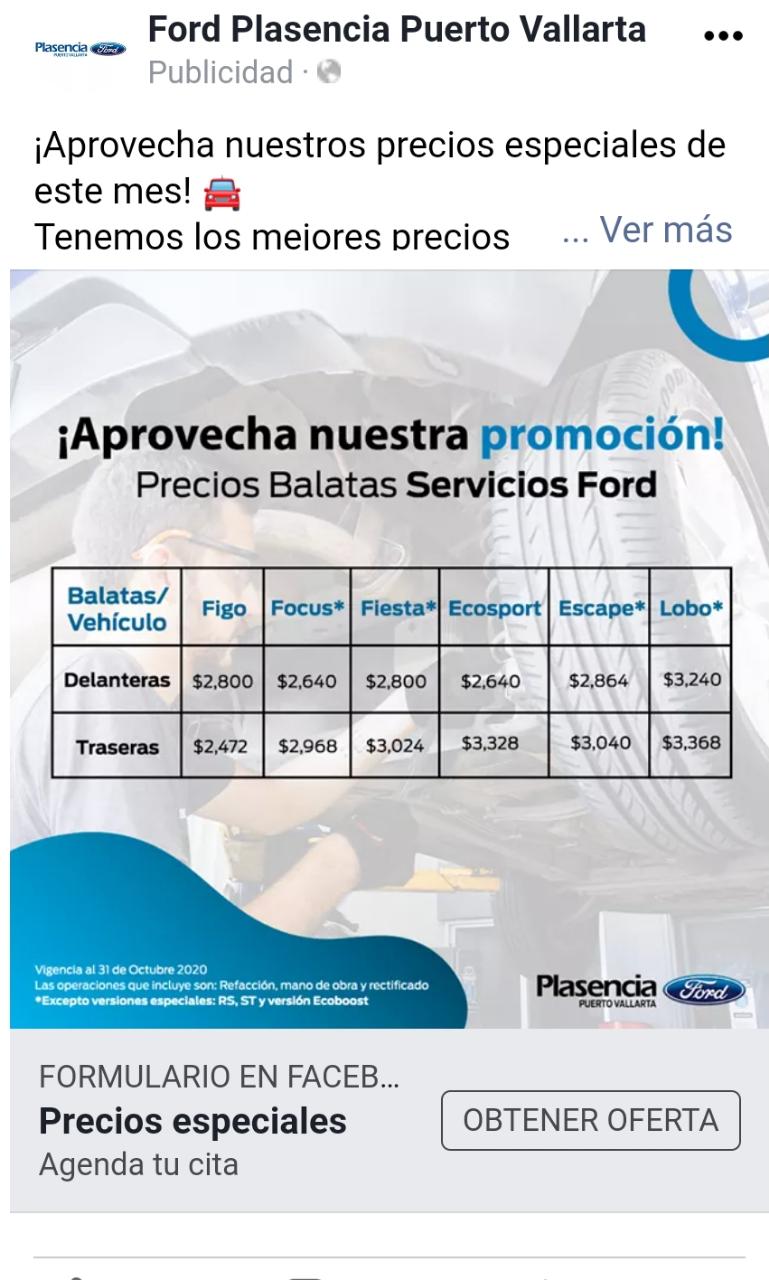 Plasencia Ford
PUERTO VALLARTA
Ford Plasencia Puerto Vallarta
Publicidad ·
¡Aprovecha nuestros precios especiales de
este mes! 🚘
Tenemos los mejores precios ... Ver más
¡Aprovecha nuestra promoción!
Precios Balatas Servicios Ford
Balatas/ Vehículo Figo Focus* Fiesta* Ecosport Escape* Lobo*
Delanteras $2,800 $2,640 $2,800 $2,640 $2,864 $3,240
Traseras $2,472 $2,968 $3,024 $3,328 $3,040 $3,368
Vigencia al 31 de Octubre 2020
Las operaciones que incluye son: Refacción, mano de obra y rectificado
*Excepto versiones especiales: RS, ST y versión Ecoboost
Plasencia Ford
PUERTO VALLARTA
FORMULARIO EN FACEB...
Precios especiales
Agenda tu cita
OBTENER OFERTA